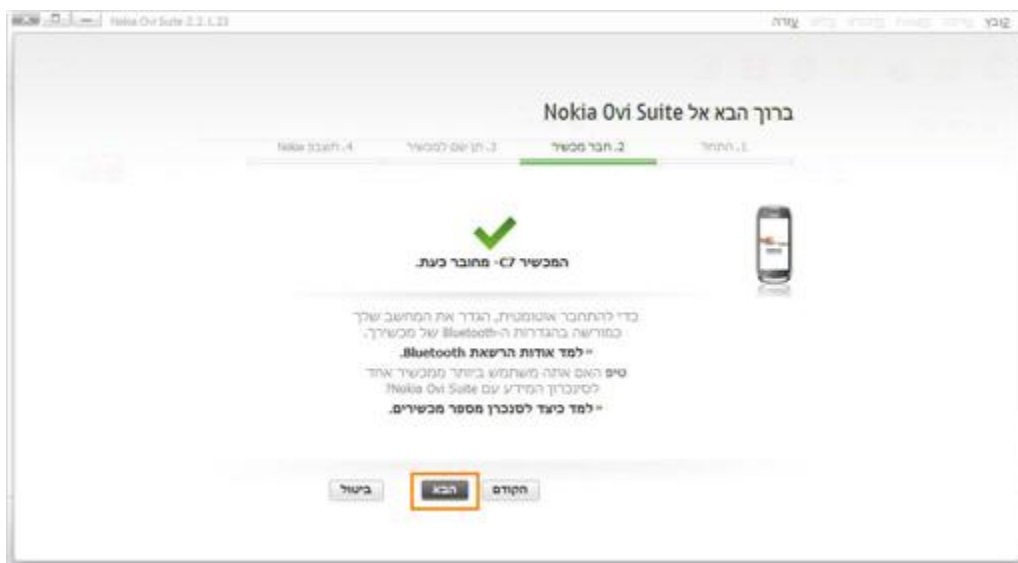 Nokia Ovi Suite 2.2.1.23
קובץ
עזרה
ברוך הבא אל Nokia Ovi Suite
1. התחל
2. חבר מכשיר
3. תן שם למכשיר
4. חשבון Nokia
המכשיר C7- מחובר כעת.
כדי להתחבר אוטומטית, הגדר את המחשב שלך
כמורשה בהגדרות ה-Bluetooth של מכשירך.
למד אודות הרשאת Bluetooth.
טיפ האם אתה משתמש ביותר ממכשיר אחד
לסינכרון המידע עם Nokia Ovi Suite?
למד כיצד לסנכרן מספר מכשירים.
הקודם
הבא
ביטול